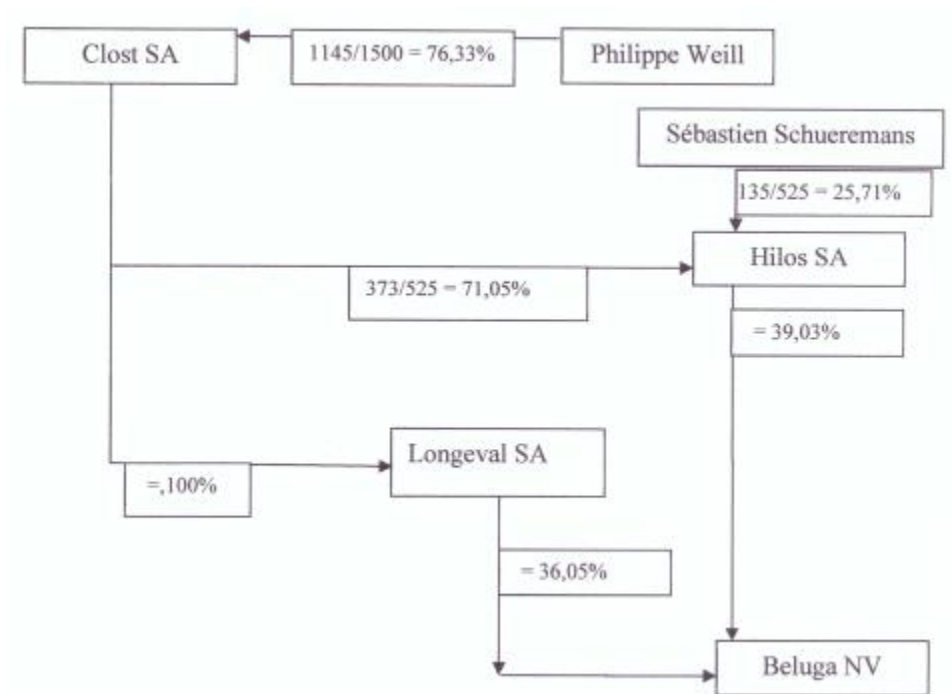 Clost SA
1145/1500 = 76,33%
Philippe Weill
Sébastien Schueremans
135/525 = 25,71%
Hilos SA
373/525 = 71,05%
= 39,03%
Longeval SA
=,100%
= 36,05%
Beluga NV